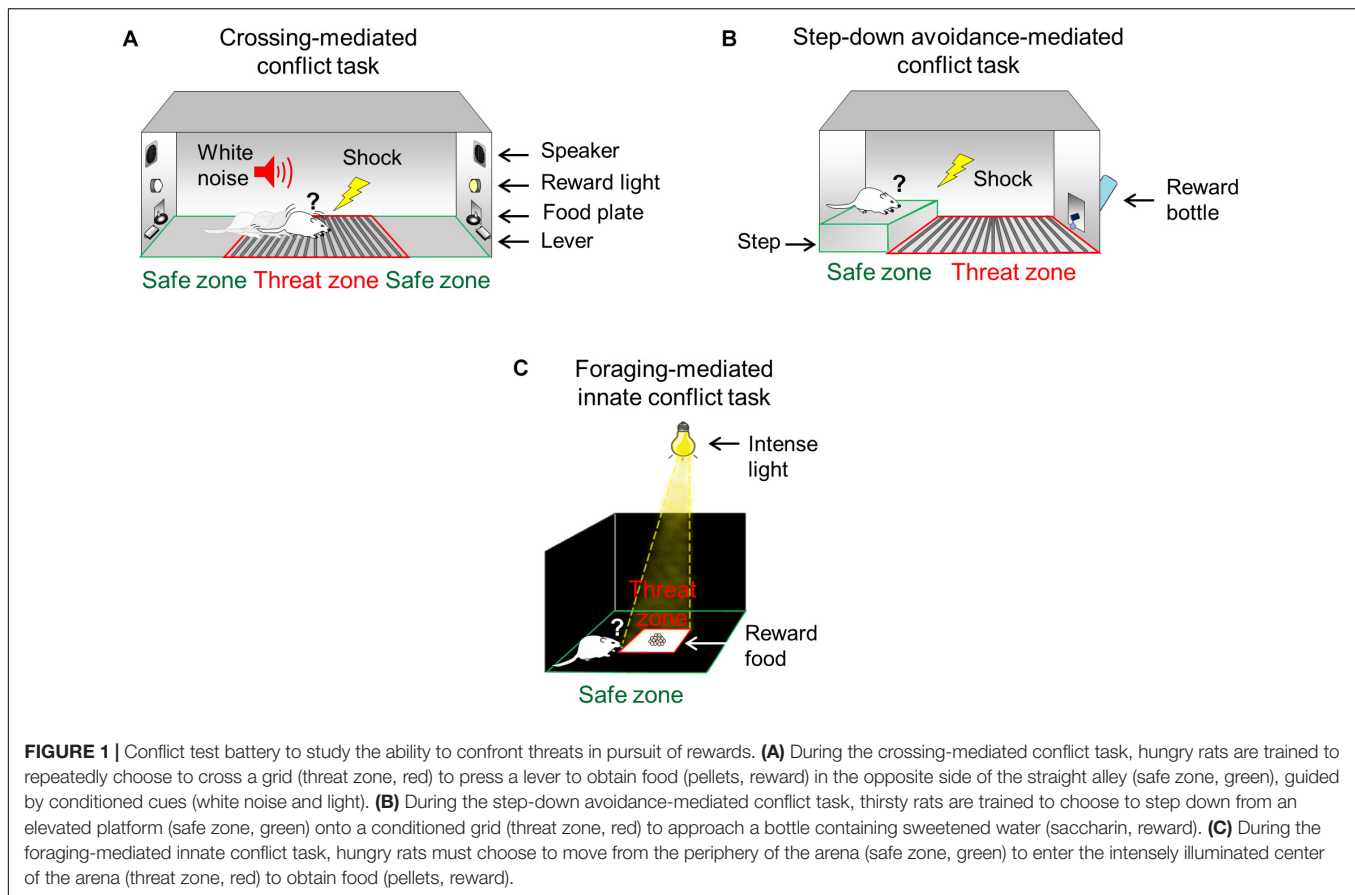 A
Crossing-mediated
conflict task
White
noise
Shock
?
Speaker
Reward light
Food plate
Lever
Safe zone Threat zone Safe zone
B
Step-down avoidance-mediated
conflict task
?
Shock
Reward
bottle
Step
Safe zone
Threat zone
C
Foraging-mediated
innate conflict task
Intense
light
Threat
zone
?
Reward
food
Safe zone
FIGURE 1 | Conflict test battery to study the ability to confront threats in pursuit of rewards. (A) During the crossing-mediated conflict task, hungry rats are trained to
repeatedly choose to cross a grid (threat zone, red) to press a lever to obtain food (pellets, reward) in the opposite side of the straight alley (safe zone, green), guided
by conditioned cues (white noise and light). (B) During the step-down avoidance-mediated conflict task, thirsty rats are trained to choose to step down from an
elevated platform (safe zone, green) onto a conditioned grid (threat zone, red) to approach a bottle containing sweetened water (saccharin, reward). (C) During the
foraging-mediated innate conflict task, hungry rats must choose to move from the periphery of the arena (safe zone, green) to enter the intensely illuminated center
of the arena (threat zone, red) to obtain food (pellets, reward).